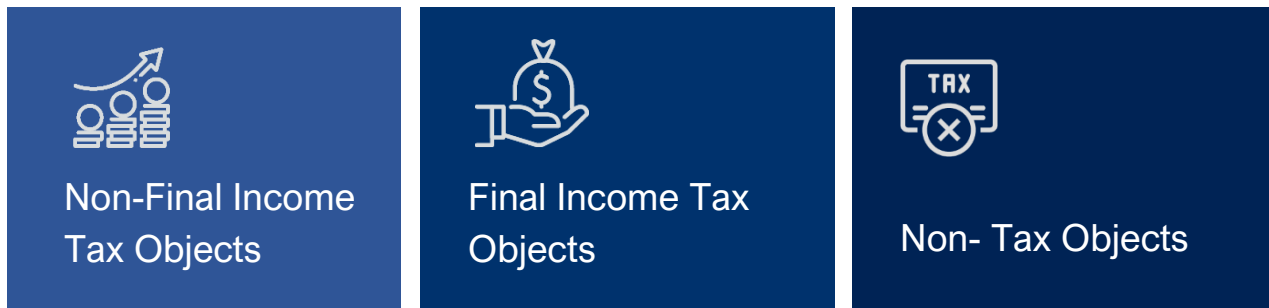 Non-Final Income
Tax Objects
$
Final Income Tax
Objects
TAX
Non- Tax Objects